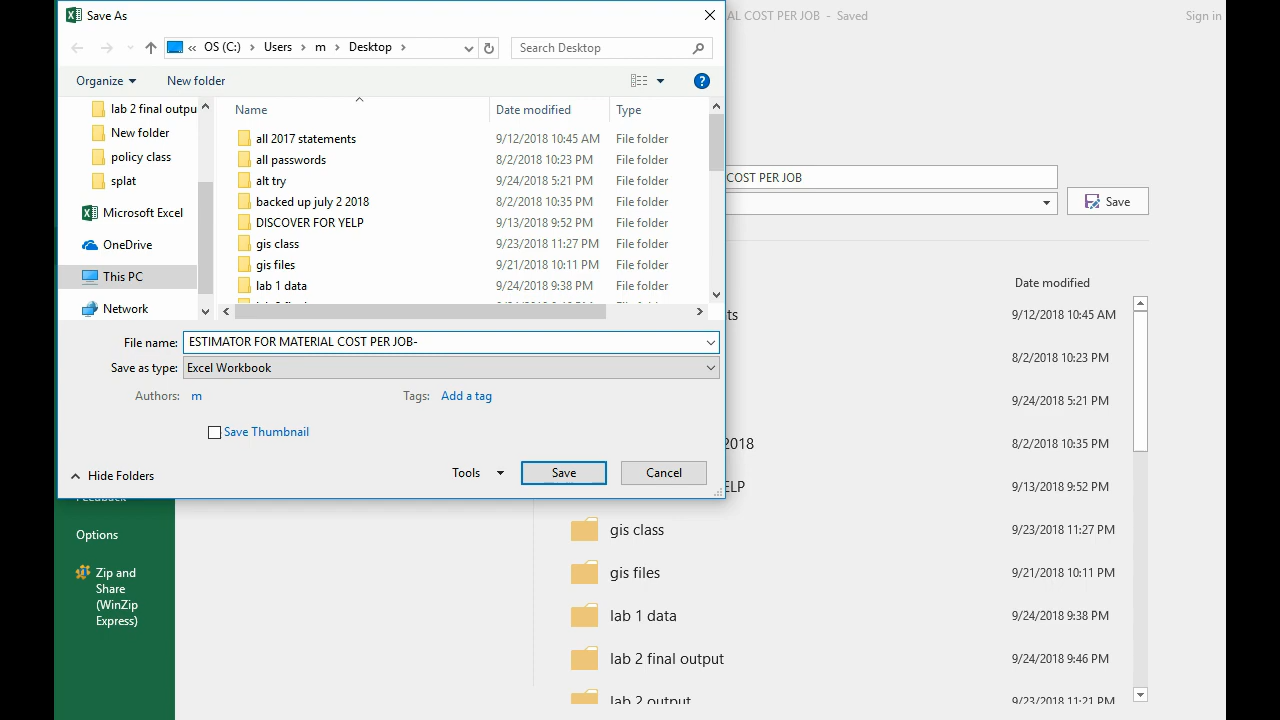 Save As
AL COST PER JOB - Saved
Sign in
« OS (C:) > Users > m > Desktop >
Search Desktop
Organize
New folder
Name
Date modified
Type
lab 2 final outpu
New folder
policy class
splat
Microsoft Excel
OneDrive
This PC
Network
all 2017 statements 9/12/2018 10:45 AM File folder
all passwords 8/2/2018 10:23 PM File folder
alt try 9/24/2018 5:21 PM File folder
backed up july 2 2018 8/2/2018 10:35 PM File folder
DISCOVER FOR YELP 9/13/2018 9:52 PM File folder
gis class 9/23/2018 11:27 PM File folder
gis files 9/21/2018 10:11 PM File folder
lab 1 data 9/24/2018 9:38 PM File folder
File name: ESTIMATOR FOR MATERIAL COST PER JOB-
Save as type: Excel Workbook
Authors: m
Tags: Add a tag
Save Thumbnail
Hide Folders
Tools
Save
Cancel
COST PER JOB
Save
Date modified
ts 9/12/2018 10:45 AM
8/2/2018 10:23 PM
9/24/2018 5:21 PM
2018 8/2/2018 10:35 PM
ELP 9/13/2018 9:52 PM
gis class 9/23/2018 11:27 PM
gis files 9/21/2018 10:11 PM
lab 1 data 9/24/2018 9:38 PM
lab 2 final output 9/24/2018 9:46 PM
lab 2 output 9/23/2018 11:21 PM
Feedback
Options
Zip and
Share
(WinZip
Express)